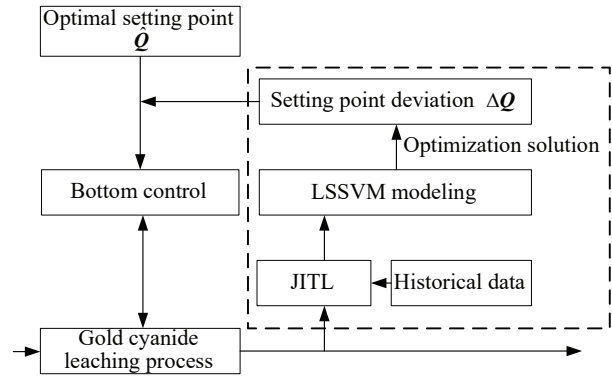 Optimal setting point
Q̂
Setting point deviation ΔQ
Optimization solution
Bottom control
LSSVM modeling
JITL
Historical data
Gold cyanide
leaching process